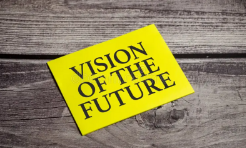 VISION
OF THE
FUTURE